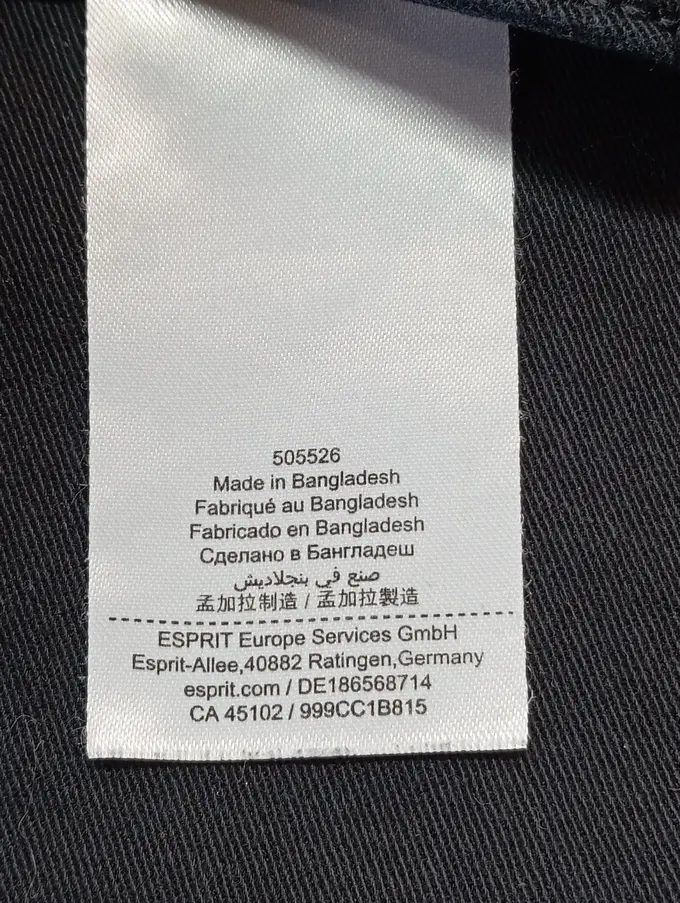 505526
Made in Bangladesh
Fabriqué au Bangladesh
Fabricado en Bangladesh
Сделано в Бангладеш
صنع في بنجلاديش
孟加拉制造 / 孟加拉製造
ESPRIT Europe Services GmbH
Esprit-Allee,40882 Ratingen,Germany
esprit.com / DE186568714
CA 45102 / 999CC1B815